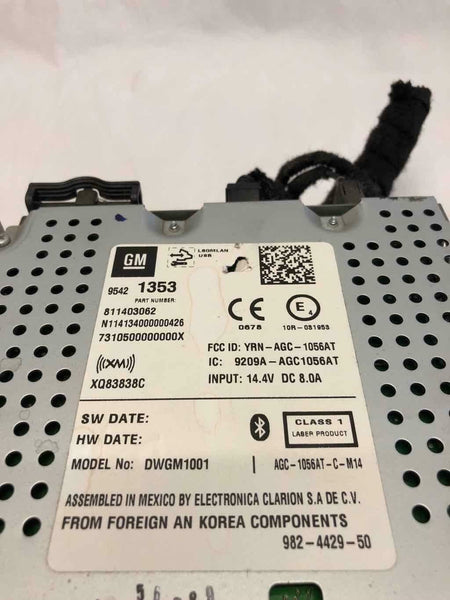 GM
LBGMLAN
USB
9542 1353
PART NUMBER:
811403062
N114134000000426
7310500000000X
CE
0678
E4
10R-031953
((XM))
XQ83838C
FCC ID: YRN-AGC-1056AT
IC: 9209A-AGC1056AT
INPUT: 14.4V DC 8.0A
SW DATE:
HW DATE:
CLASS 1
LASER PRODUCT
MODEL No: DWGM1001
AGC-1056AT-C-M14
ASSEMBLED IN MEXICO BY ELECTRONICA CLARION S.A DE C.V.
FROM FOREIGN AN KOREA COMPONENTS
982-4429-50